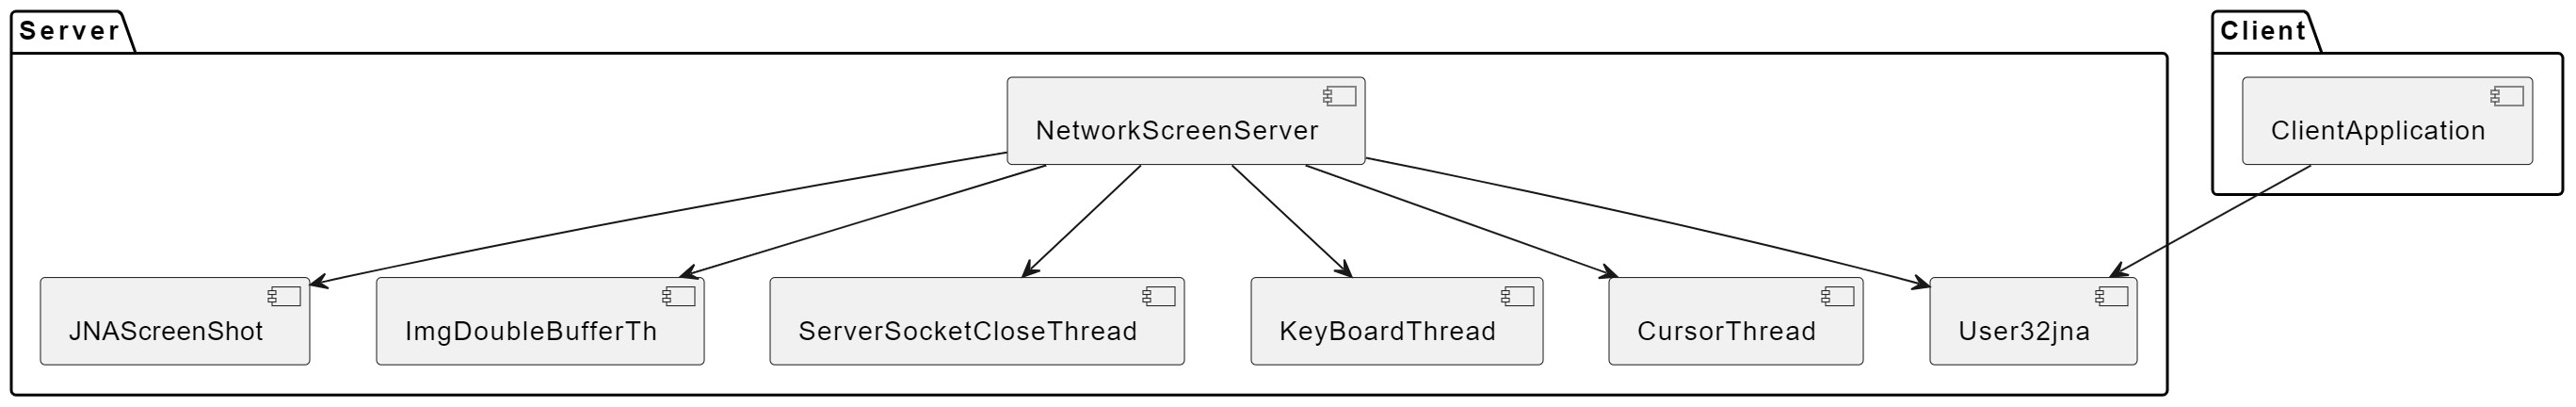 Server
Client
NetworkScreenServer
ClientApplication
JNAScreenShot
ImgDoubleBufferTh
ServerSocketCloseThread
KeyBoardThread
CursorThread
User32jna